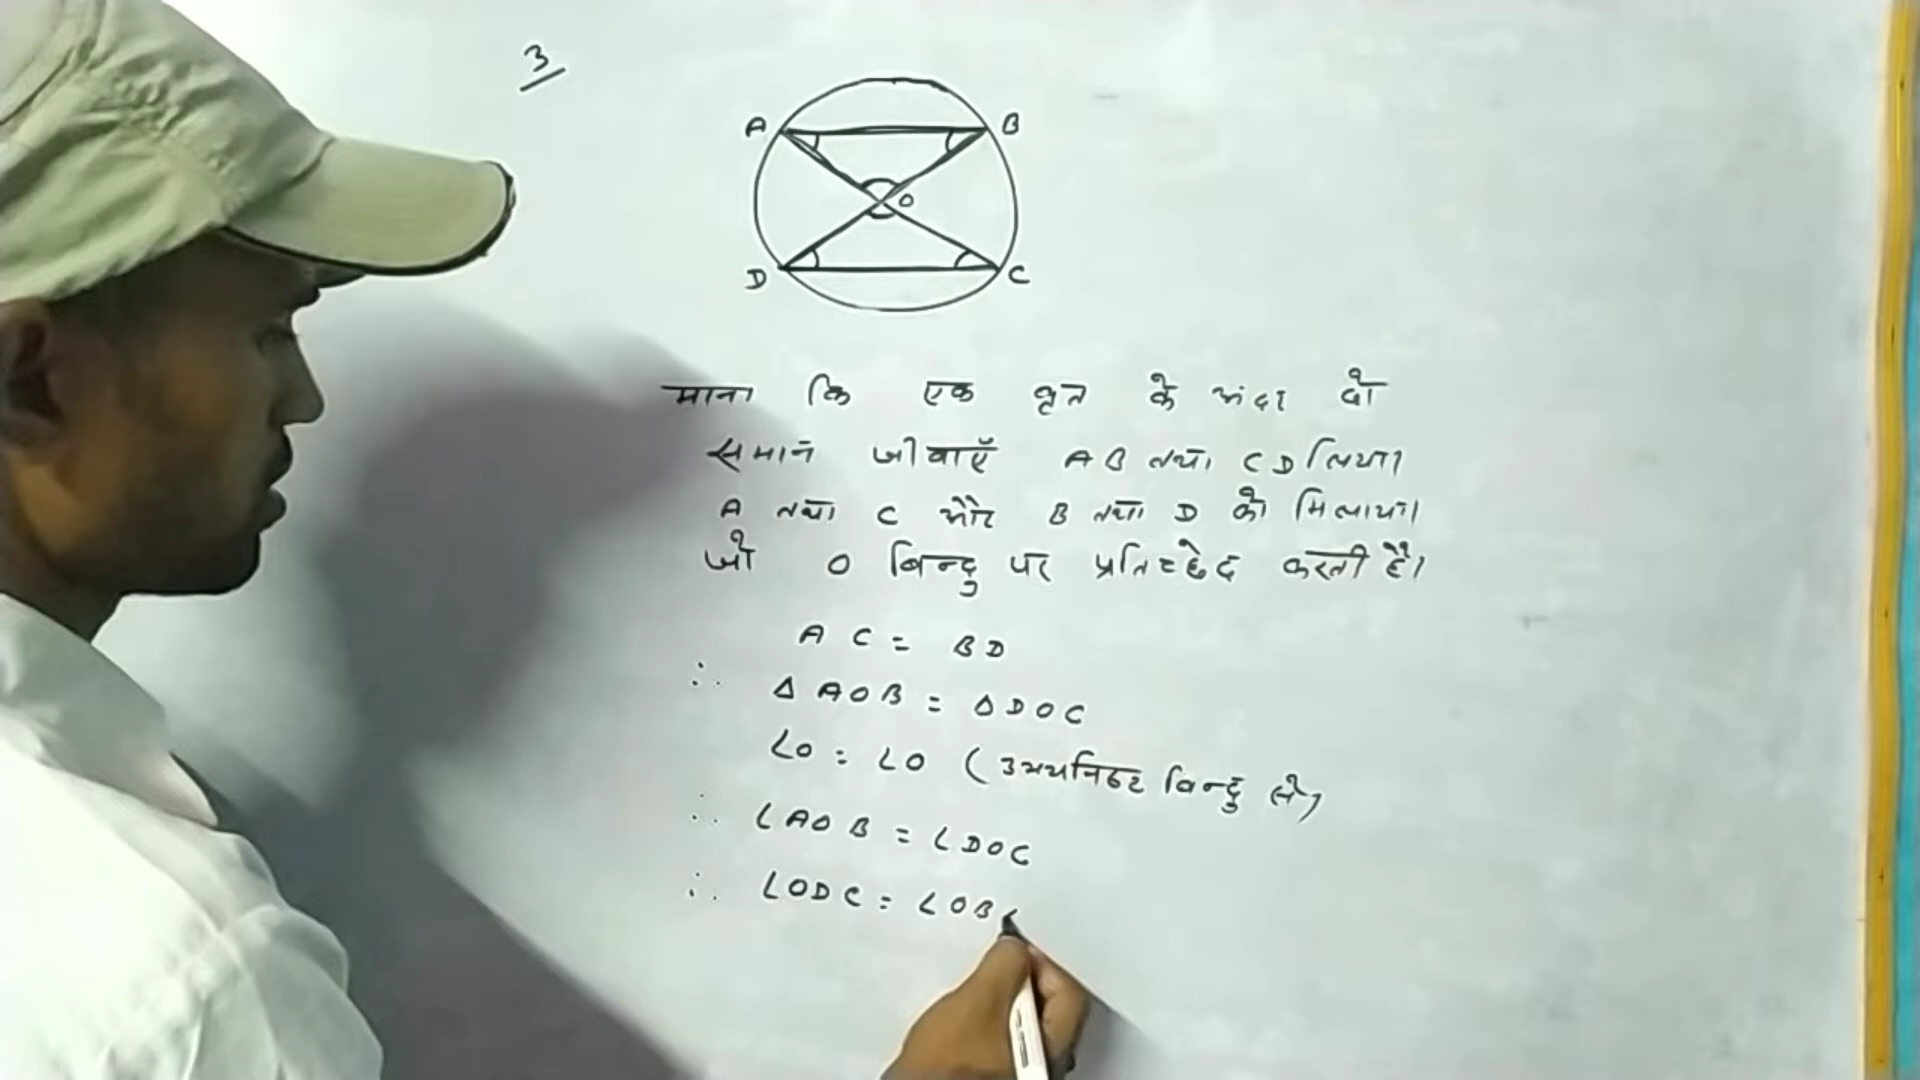 3
A B
O
D C
माना कि एक वृत के अंदर दो
समान जीवाएँ AB तथा CD लिया।
A तथा C और B तथा D को मिलाया।
जो O बिन्दु पर प्रतिच्छेद करती है।
AC = BD
∴ ΔAOB = ΔDOC
∠O = ∠O (उभयनिष्ट बिन्दु से)
∴ ∠AOB = ∠DOC
∴ ∠ODC = ∠OB